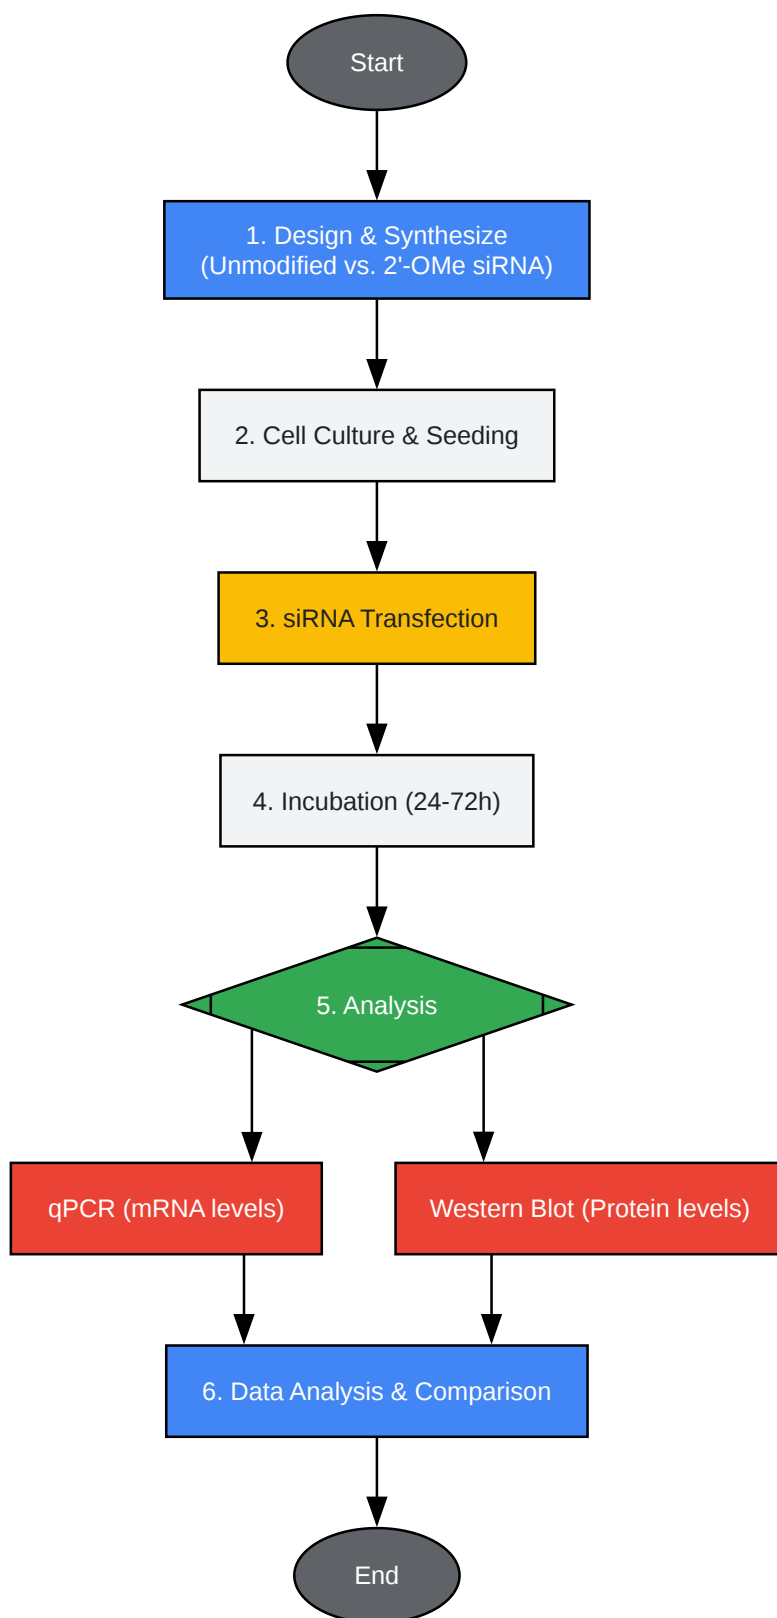 Start
1. Design & Synthesize
(Unmodified vs. 2'-OMe siRNA)
2. Cell Culture & Seeding
3. siRNA Transfection
4. Incubation (24-72h)
5. Analysis
qPCR (mRNA levels)
Western Blot (Protein levels)
6. Data Analysis & Comparison
End